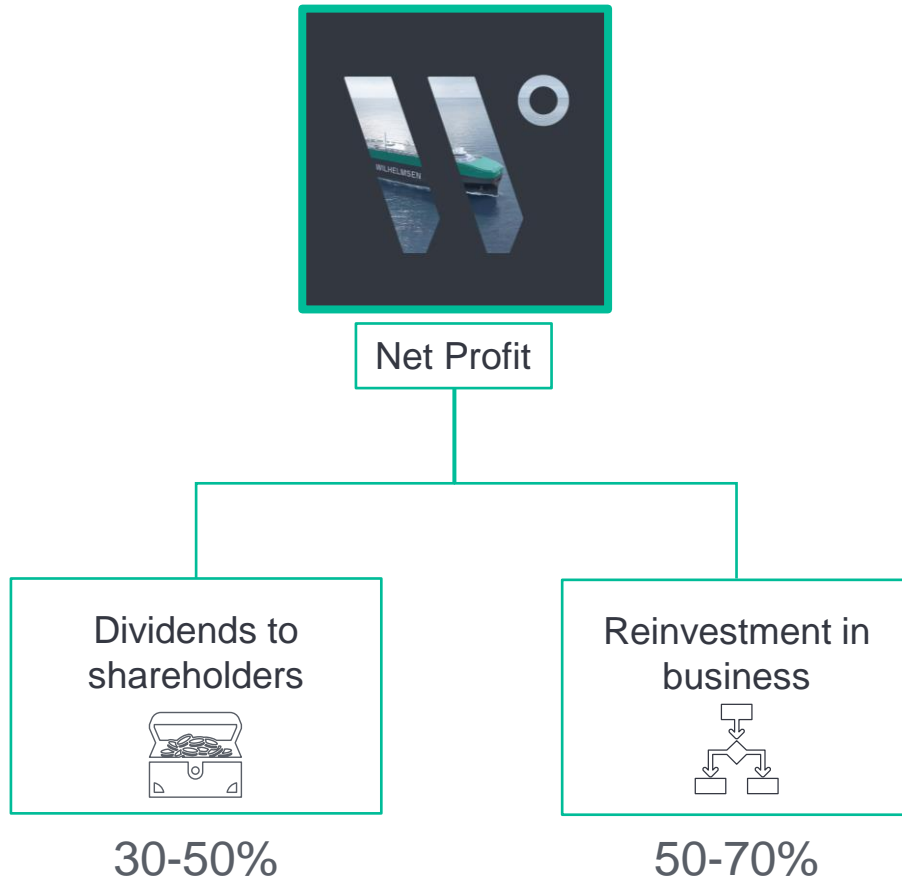 WILHELMSEN
Net Profit
Dividends to
shareholders
Reinvestment in
business
30-50%
50-70%